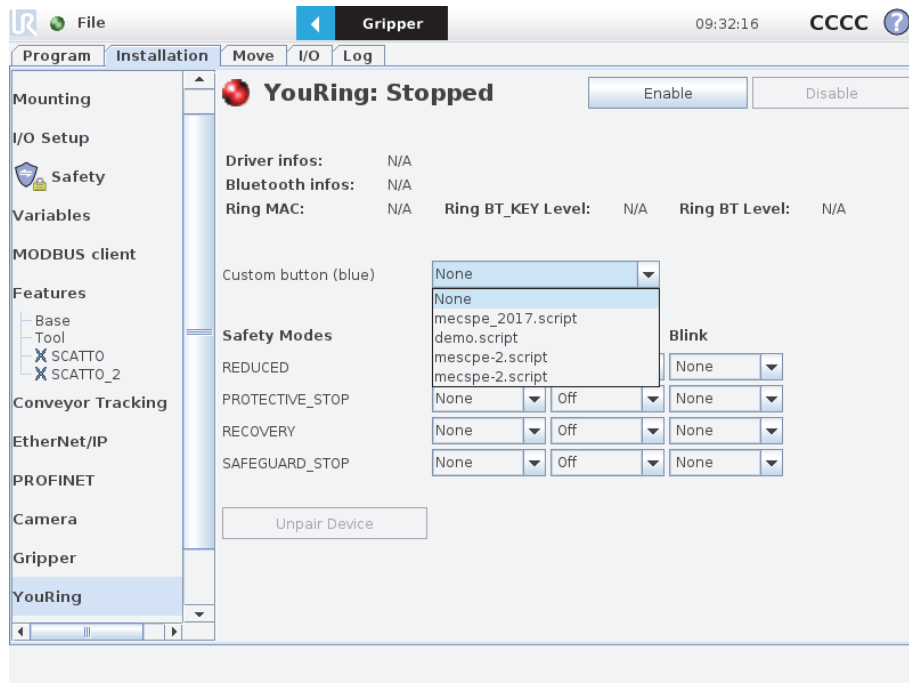 UR File Gripper 09:32:16 CCCC ?
Program Installation Move I/O Log
Mounting
I/O Setup
Safety
Variables
MODBUS client
Features
Base
Tool
SCATTO
SCATTO_2
Conveyor Tracking
EtherNet/IP
PROFINET
Camera
Gripper
YouRing
YouRing: Stopped Enable Disable
Driver infos: N/A
Bluetooth infos: N/A
Ring MAC: N/A Ring BT_KEY Level: N/A Ring BT Level: N/A
Custom button (blue) None
None
mecspe_2017.script
demo.script
mescpe-2.script
mecspe-2.script
Safety Modes Blink
REDUCED None
PROTECTIVE_STOP None Off None
RECOVERY None Off None
SAFEGUARD_STOP None Off None
Unpair Device